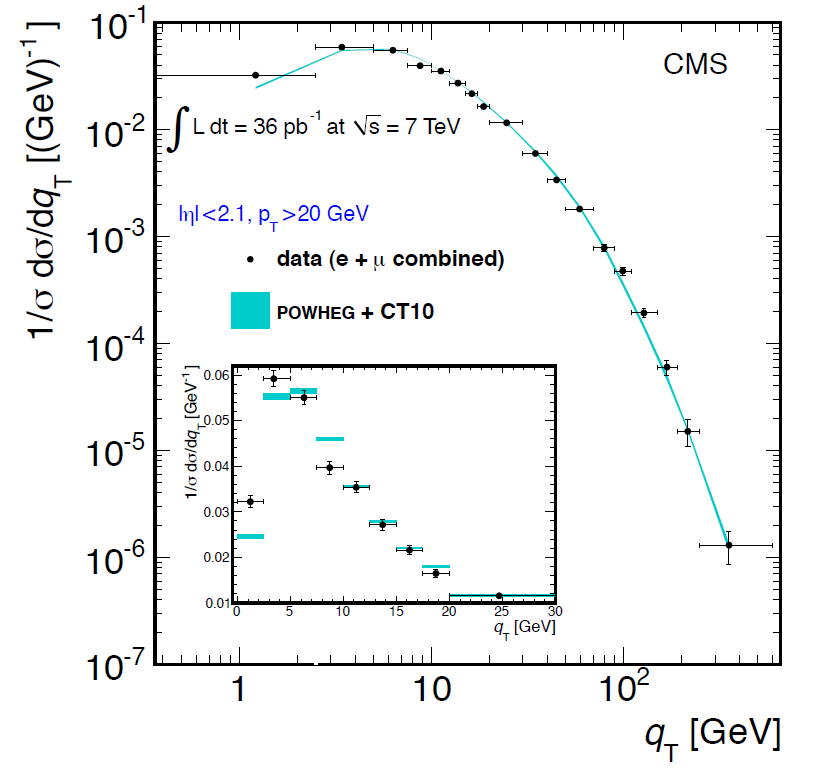 10⁻¹
CMS
∫ L dt = 36 pb⁻¹ at √s = 7 TeV
10⁻²
|η|<2.1, p_T >20 GeV
10⁻³
data (e + μ combined)
POWHEG + CT10
10⁻⁴
10⁻⁵
10⁻⁶
10⁻⁷
1/σ dσ/dq_T [(GeV)⁻¹]
1 10 10²
q_T [GeV]
0.06
0.05
0.04
0.03
0.02
0.01
1/σ dσ/dq_T [GeV⁻¹]
0 5 10 15 20 25 30
q_T [GeV]